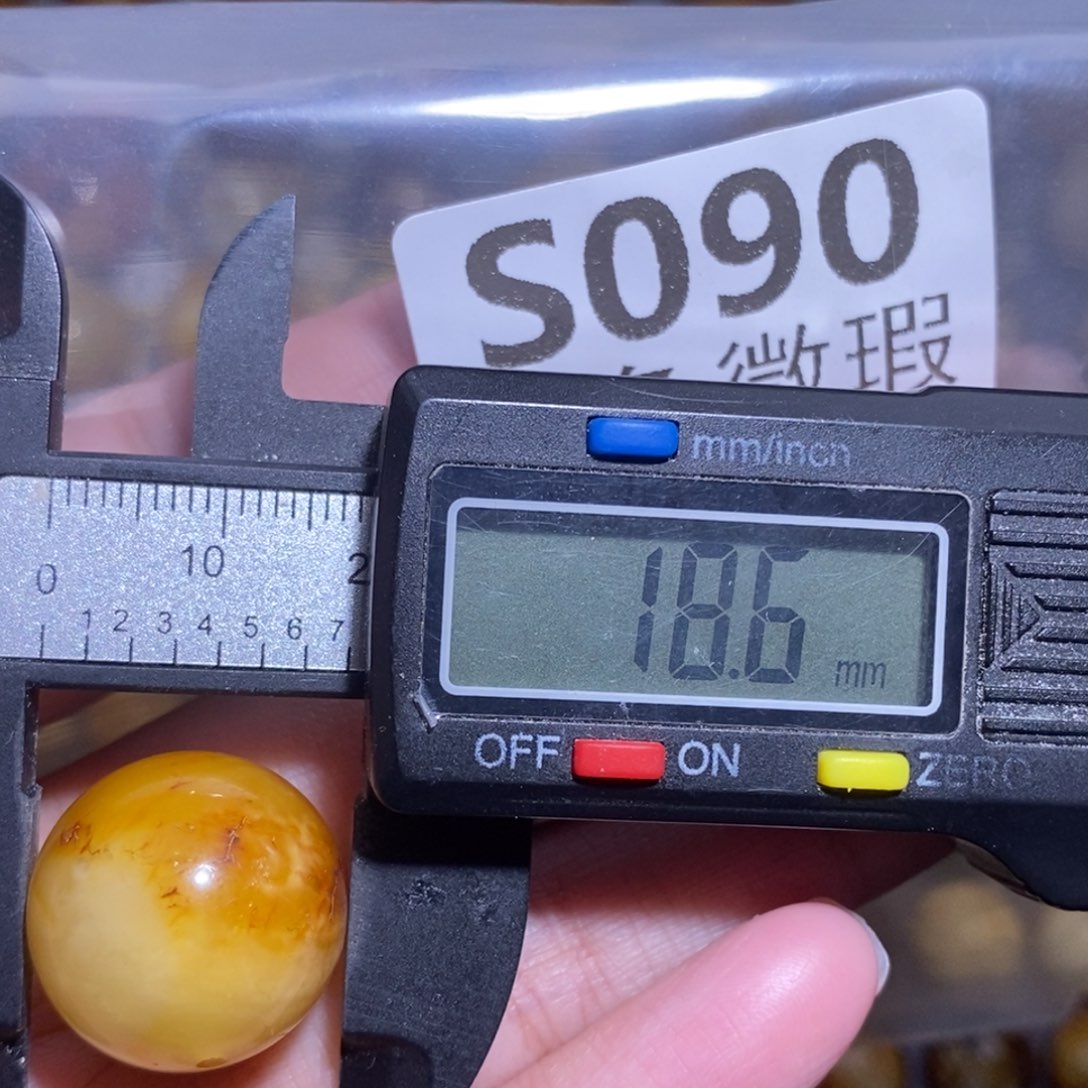 S090
微瑕
mm/inch
18.6 mm
OFF ON ZERO
0 10 2
1 2 3 4 5 6 7